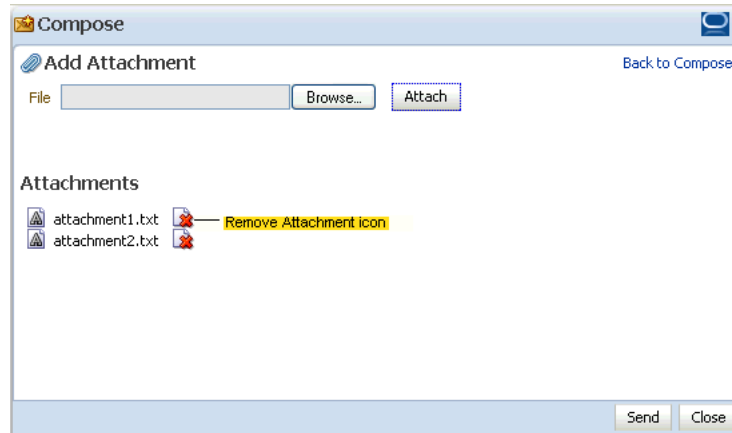 Compose
Add Attachment
Back to Compose
File
Browse...
Attach
Attachments
attachment1.txt
Remove Attachment icon
attachment2.txt
Send
Close